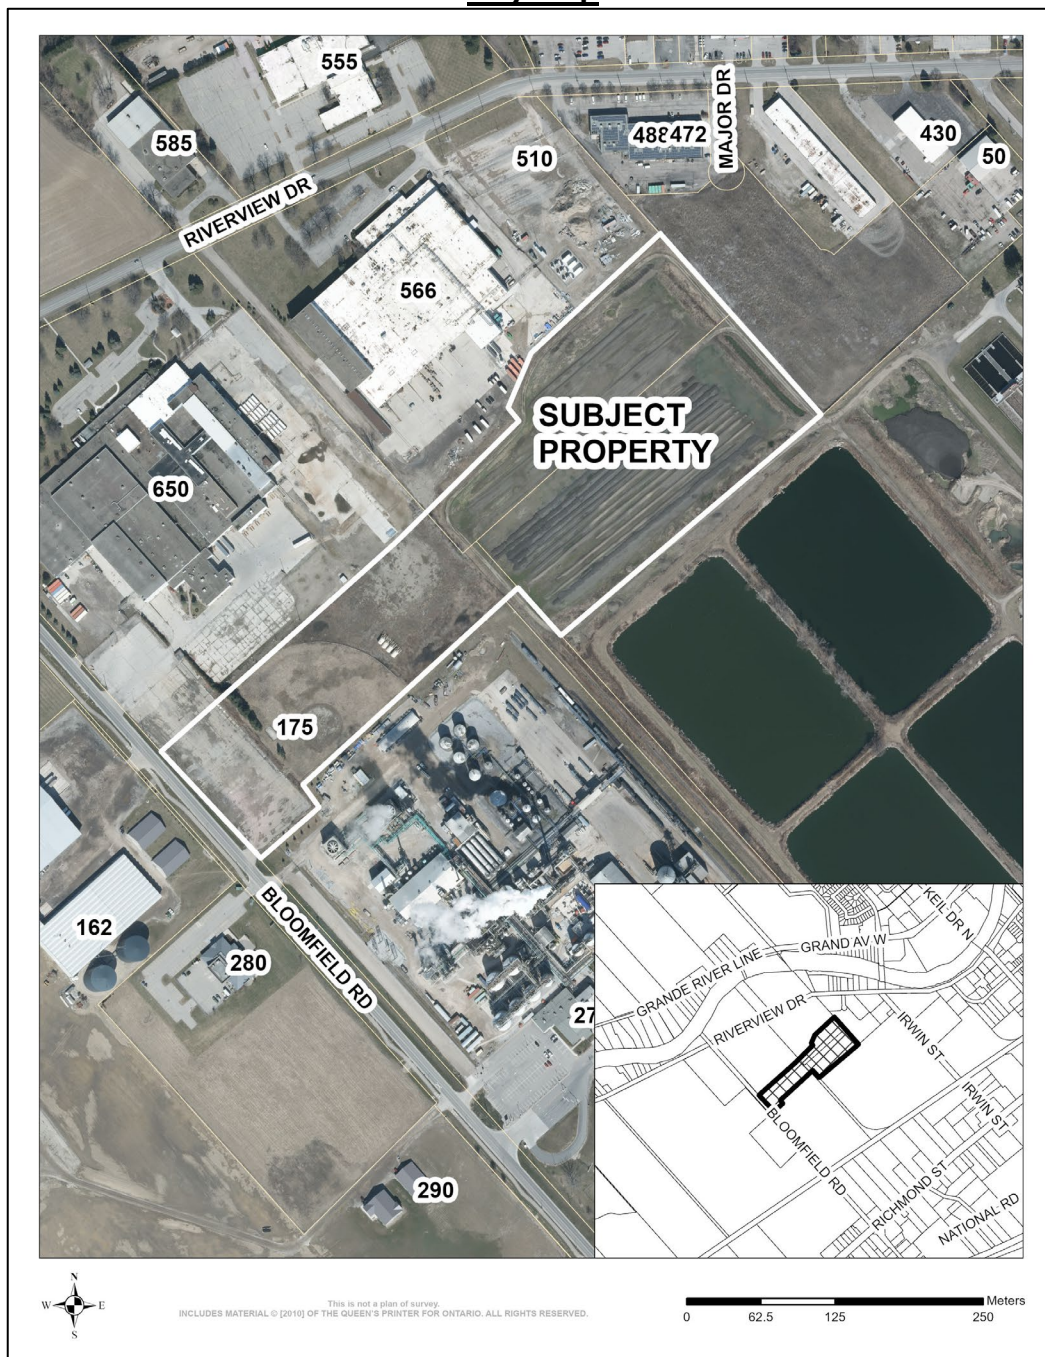 555
585
488 472
MAJOR DR
430
50
510
RIVERVIEW DR
566
SUBJECT
PROPERTY
650
175
162
BLOOMFIELD RD
280
27
290
KEIL DR N
GRAND AV W
GRANDE RIVER LINE
RIVERVIEW DR
IRWIN ST
IRWIN ST
BLOOMFIELD RD
RICHMOND ST
NATIONAL RD
N
W E
S
This is not a plan of survey.
INCLUDES MATERIAL © [2010] OF THE QUEEN'S PRINTER FOR ONTARIO. ALL RIGHTS RESERVED.
Meters
0 62.5 125 250